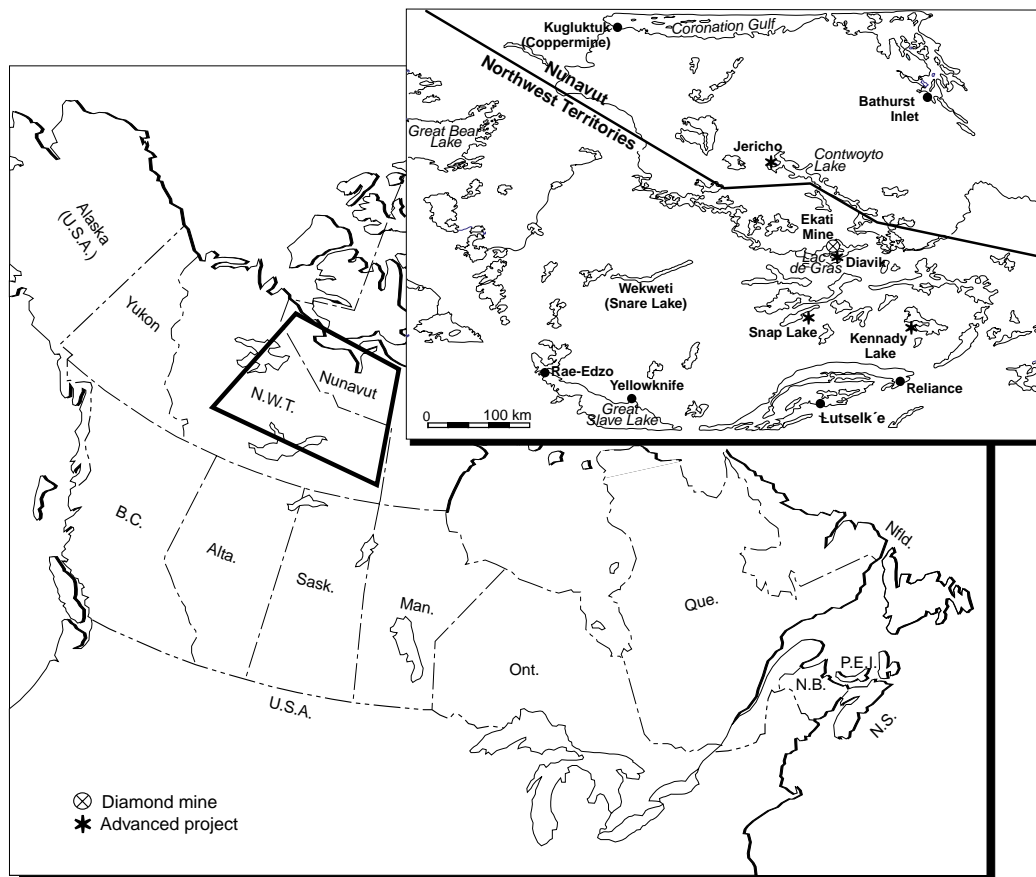 Kugluktuk
(Coppermine)
Coronation Gulf
Nunavut
Northwest Territories
Bathurst
Inlet
Great Bear
Lake
Jericho
Contwoyto
Lake
Ekati
Mine
Lac
de Gras
Diavik
Wekweti
(Snare Lake)
Snap Lake
Kennady
Lake
Rae-Edzo
Yellowknife
Reliance
Great
Slave Lake
Lutselk´e
0 100 km
Alaska
(U.S.A.)
Yukon
N.W.T.
Nunavut
B.C.
Alta.
Sask.
Man.
Ont.
Que.
Nfld.
P.E.I.
N.B.
N.S.
U.S.A.
Diamond mine
Advanced project